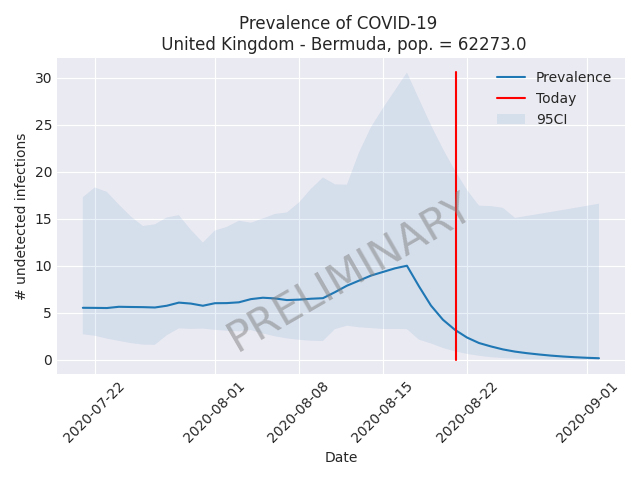 Prevalence of COVID-19
United Kingdom - Bermuda, pop. = 62273.0
30
25
20
15
10
5
0
# undetected infections
Prevalence
Today
95CI
PRELIMINARY
2020-07-22
2020-08-01
2020-08-08
2020-08-15
2020-08-22
2020-09-01
Date